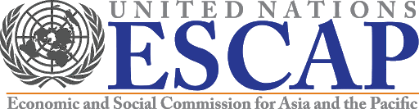 UNITED NATIONS
ESCAP
Economic and Social Commission for Asia and the Pacific